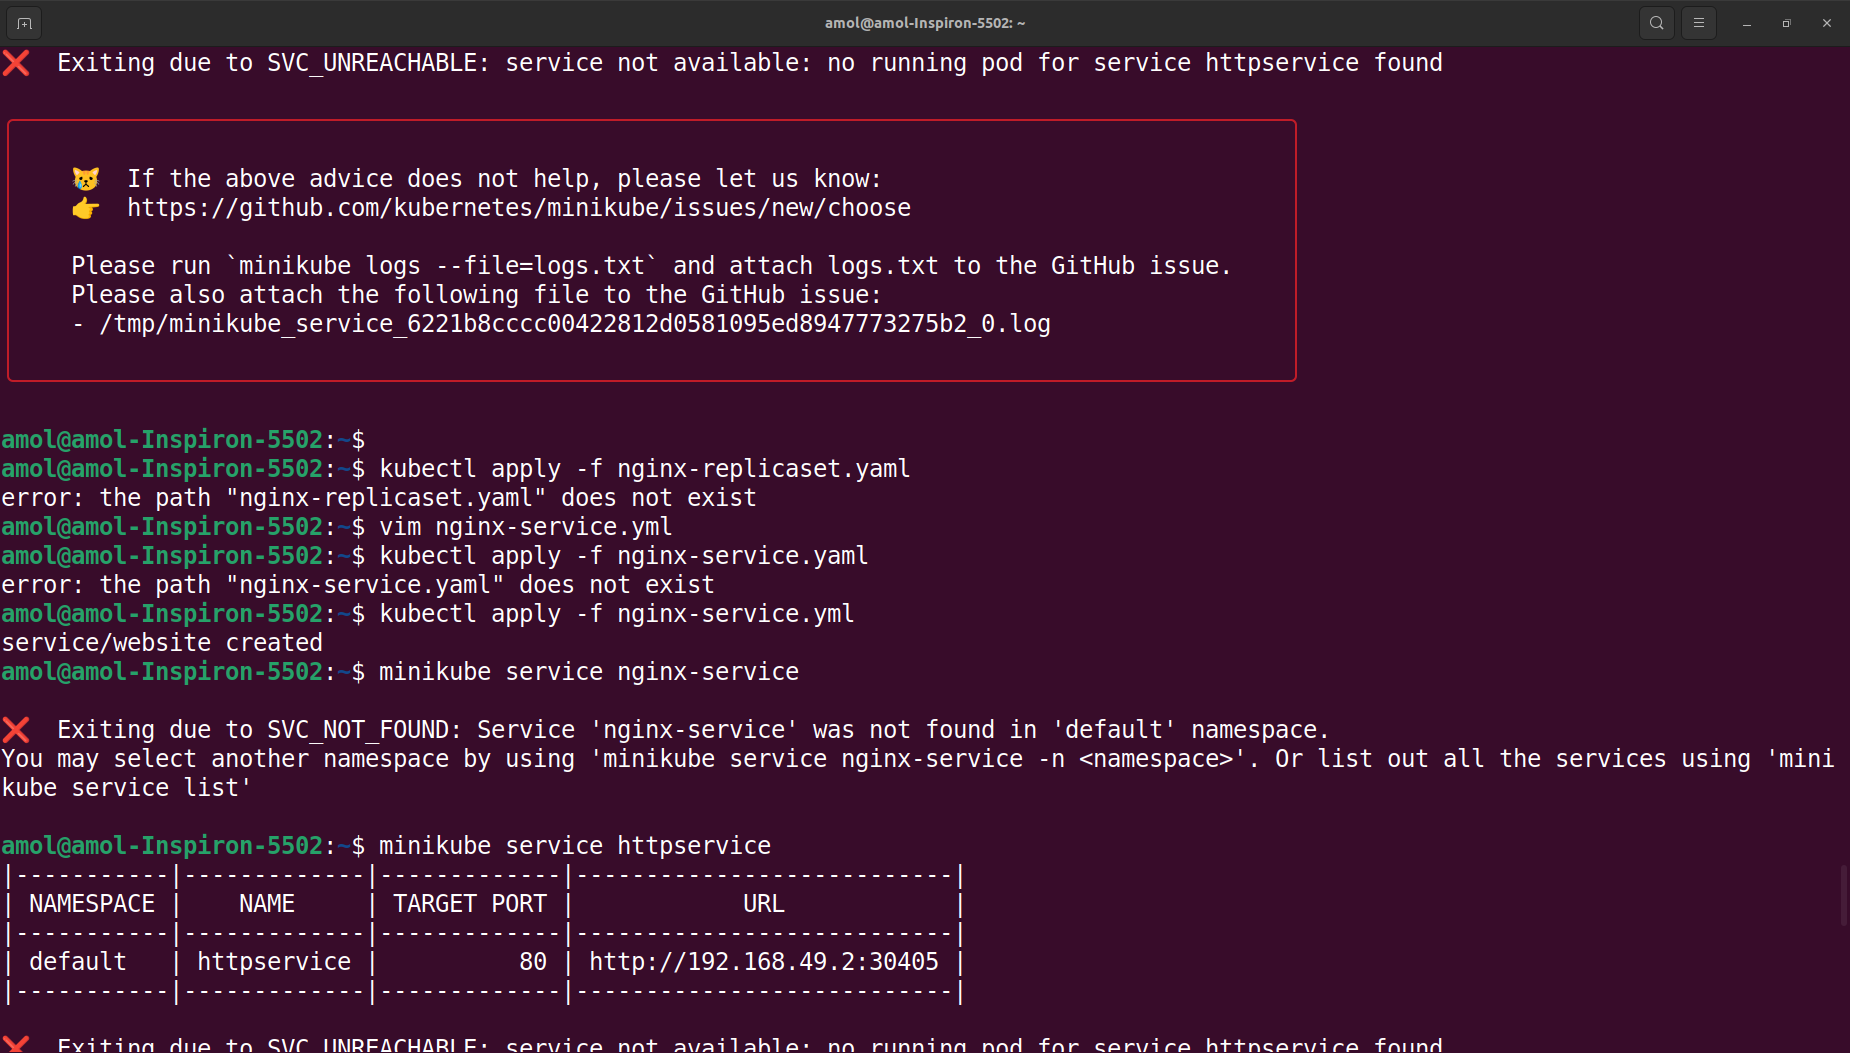 amol@amol-Inspiron-5502: ~
❌  Exiting due to SVC_UNREACHABLE: service not available: no running pod for service httpservice found
😿  If the above advice does not help, please let us know:
👉  https://github.com/kubernetes/minikube/issues/new/choose
Please run `minikube logs --file=logs.txt` and attach logs.txt to the GitHub issue.
Please also attach the following file to the GitHub issue:
- /tmp/minikube_service_6221b8cccc00422812d0581095ed8947773275b2_0.log
amol@amol-Inspiron-5502:~$
amol@amol-Inspiron-5502:~$ kubectl apply -f nginx-replicaset.yaml
error: the path "nginx-replicaset.yaml" does not exist
amol@amol-Inspiron-5502:~$ vim nginx-service.yml
amol@amol-Inspiron-5502:~$ kubectl apply -f nginx-service.yaml
error: the path "nginx-service.yaml" does not exist
amol@amol-Inspiron-5502:~$ kubectl apply -f nginx-service.yml
service/website created
amol@amol-Inspiron-5502:~$ minikube service nginx-service
❌  Exiting due to SVC_NOT_FOUND: Service 'nginx-service' was not found in 'default' namespace.
You may select another namespace by using 'minikube service nginx-service -n <namespace>'. Or list out all the services using 'mini
kube service list'
amol@amol-Inspiron-5502:~$ minikube service httpservice
|-----------|-------------|-------------|---------------------------|
| NAMESPACE |    NAME     | TARGET PORT |            URL            |
|-----------|-------------|-------------|---------------------------|
| default   | httpservice |          80 | http://192.168.49.2:30405 |
|-----------|-------------|-------------|---------------------------|
❌  Exiting due to SVC_UNREACHABLE: service not available: no running pod for service httpservice found